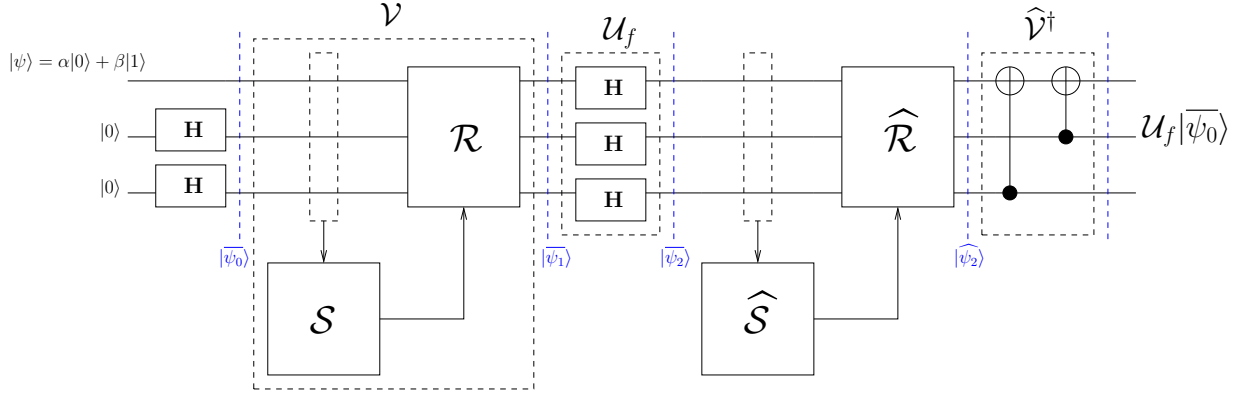 𝒱
𝒰_f
𝒱̂†
|ψ⟩ = α|0⟩ + β|1⟩
H
|0⟩ H H
|0⟩ H H
ℛ
ℛ̂
𝒰_f|ψ̅₀⟩
|ψ̅₀⟩ |ψ̅₁⟩ |ψ̅₂⟩ |ψ̂₂⟩
𝒮
𝒮̂